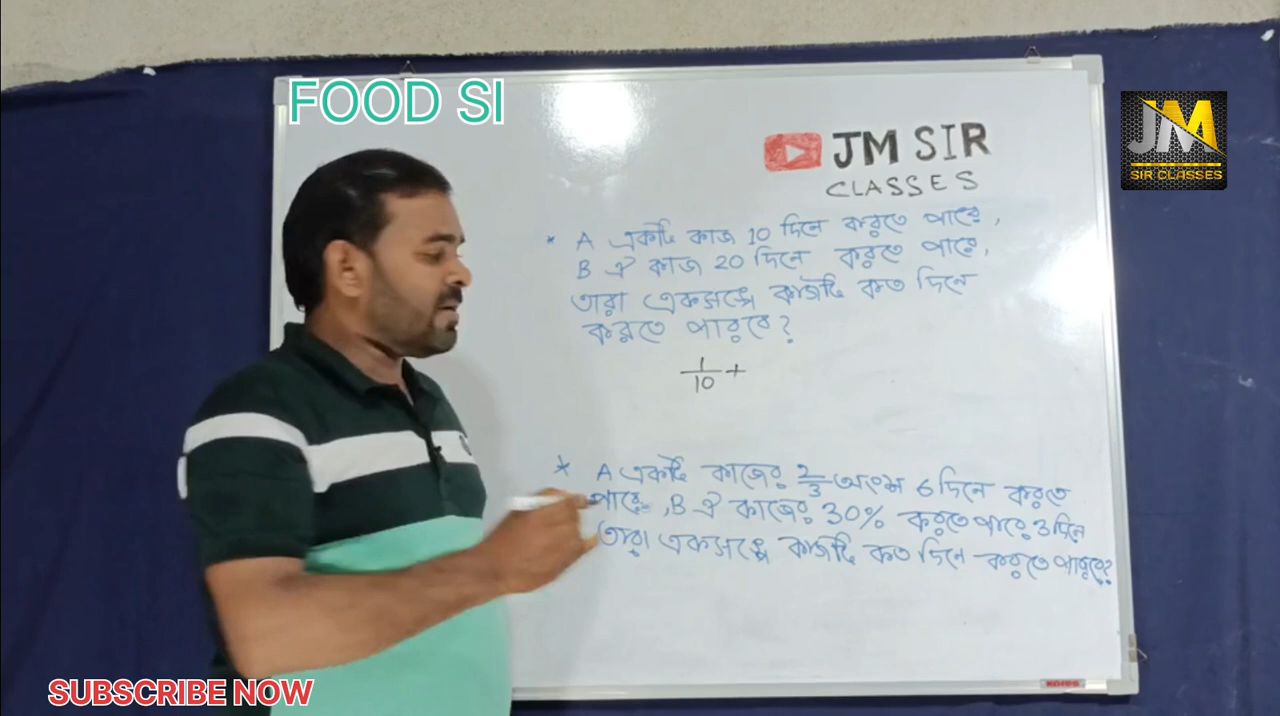 FOOD SI
JM SIR
CLASSES
JM
SIR CLASSES
* A একটি কাজ 10 দিনে করতে পারে,
B ঐ কাজ 20 দিনে করতে পারে,
তারা একসঙ্গে কাজটি কত দিনে
করতে পারবে?
1/10 +
* A একটি কাজের 2/3 অংশ 6 দিনে করতে
পারে, B ঐ কাজের 30% করতে পারে 3 দিনে
তারা একসঙ্গে কাজটি কত দিনে করতে পারবে?
KORES
SUBSCRIBE NOW